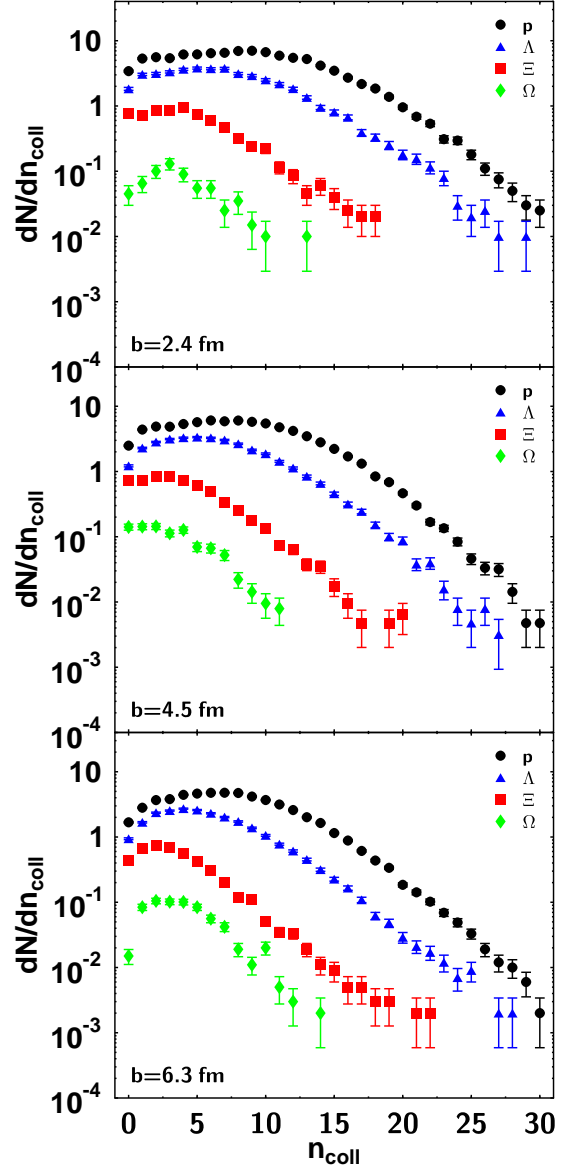 10
1
10^-1
10^-2
10^-3
10^-4
dN/dn_coll
p
Λ
Ξ
Ω
b=2.4 fm
10
1
10^-1
10^-2
10^-3
10^-4
dN/dn_coll
p
Λ
Ξ
Ω
b=4.5 fm
10
1
10^-1
10^-2
10^-3
10^-4
dN/dn_coll
p
Λ
Ξ
Ω
b=6.3 fm
0 5 10 15 20 25 30
n_coll